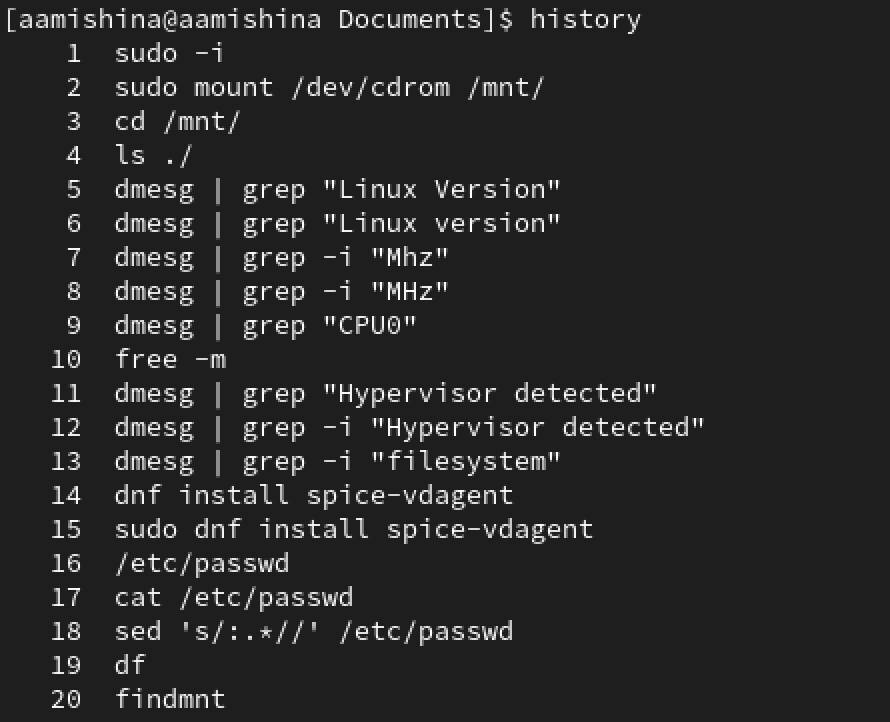 [aamishina@aamishina Documents]$ history
1 sudo -i
2 sudo mount /dev/cdrom /mnt/
3 cd /mnt/
4 ls ./
5 dmesg | grep "Linux Version"
6 dmesg | grep "Linux version"
7 dmesg | grep -i "Mhz"
8 dmesg | grep -i "MHz"
9 dmesg | grep "CPU0"
10 free -m
11 dmesg | grep "Hypervisor detected"
12 dmesg | grep -i "Hypervisor detected"
13 dmesg | grep -i "filesystem"
14 dnf install spice-vdagent
15 sudo dnf install spice-vdagent
16 /etc/passwd
17 cat /etc/passwd
18 sed 's/:.*//' /etc/passwd
19 df
20 findmnt